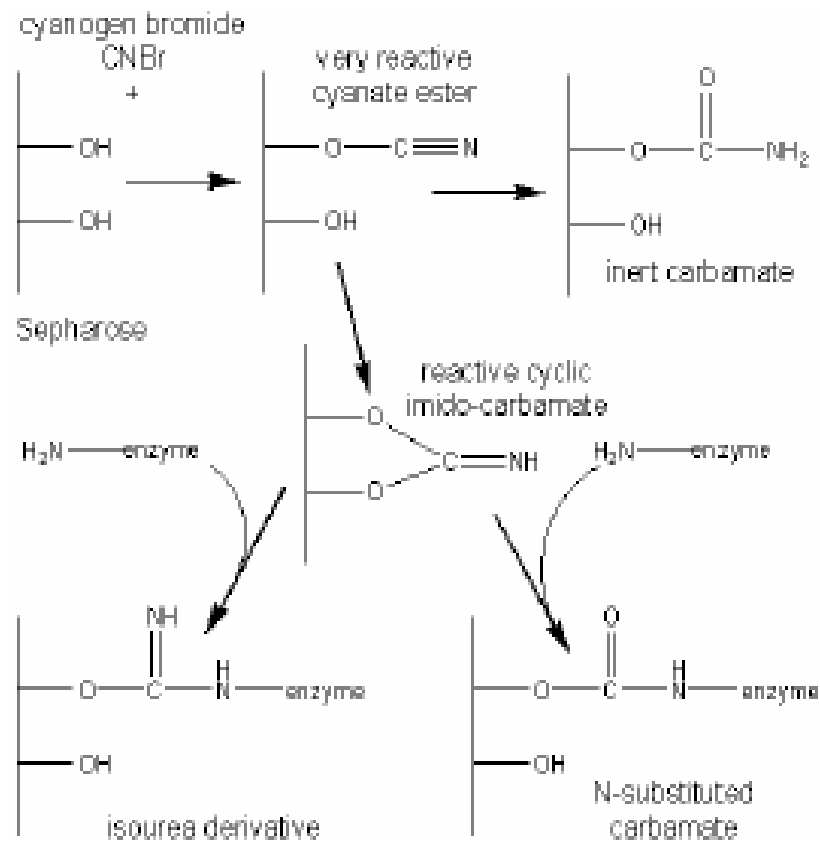 cyanogen bromide
CNBr
+
very reactive
cyanate ester
OH
OH
O C N
OH
O
O C NH₂
OH
inert carbamate
Sepharose
reactive cyclic
imido-carbamate
O
C NH
O
H₂N enzyme
H₂N enzyme
NH
O C N enzyme
H
OH
isourea derivative
O
O C N enzyme
H
OH
N-substituted
carbamate